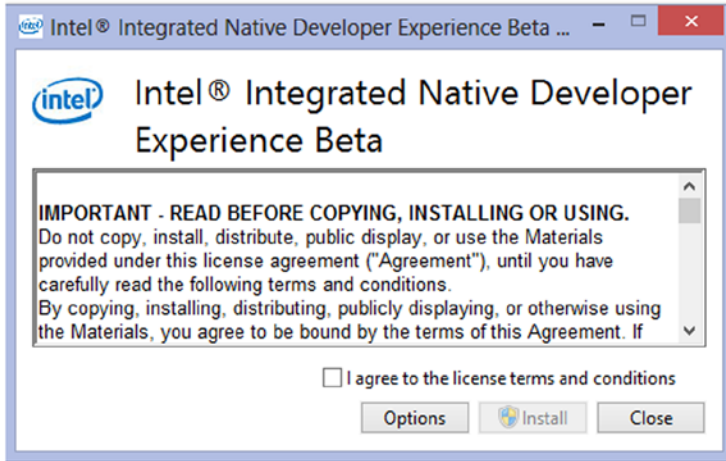 Intel® Integrated Native Developer Experience Beta ...
intel
Intel® Integrated Native Developer
Experience Beta
IMPORTANT - READ BEFORE COPYING, INSTALLING OR USING.
Do not copy, install, distribute, public display, or use the Materials
provided under this license agreement ("Agreement"), until you have
carefully read the following terms and conditions.
By copying, installing, distributing, publicly displaying, or otherwise using
the Materials, you agree to be bound by the terms of this Agreement. If
I agree to the license terms and conditions
Options Install Close